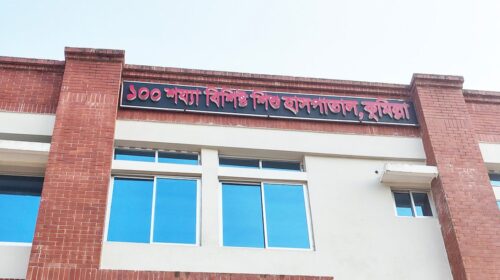 ১০০ শয্যা বিশিষ্ট শিশু হাসপাতাল, কুমিল্লা